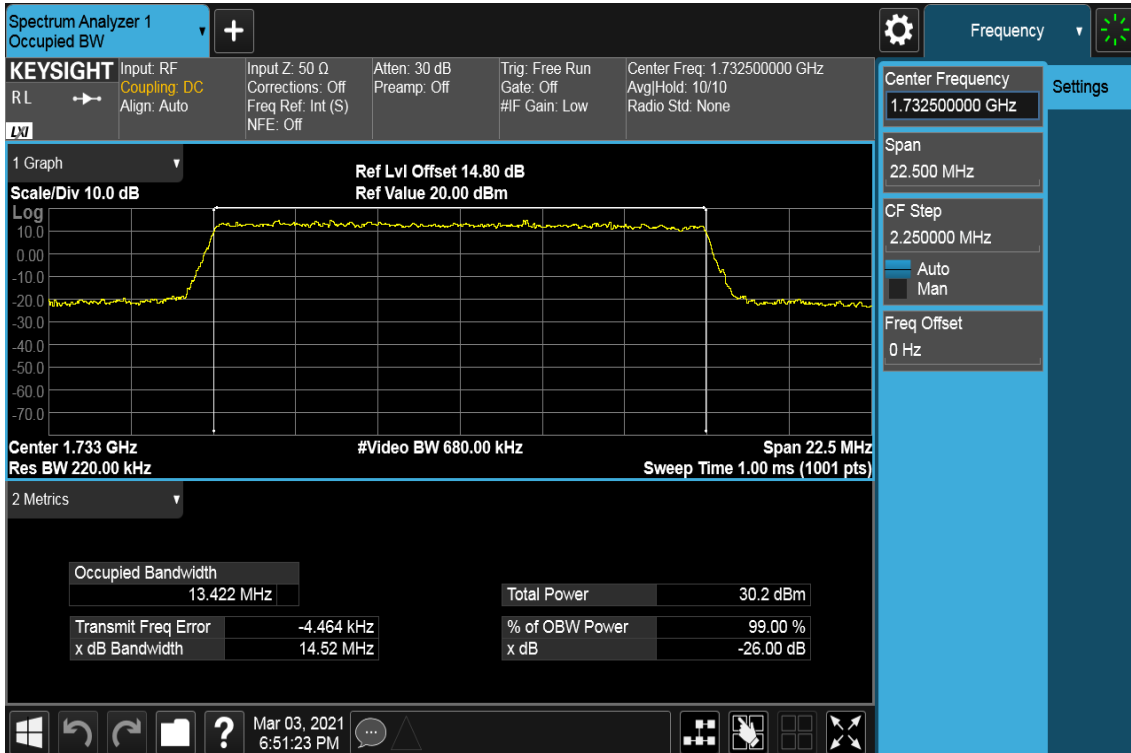 Spectrum Analyzer 1
Occupied BW
+
Frequency
KEYSIGHT
R L
LXI
Input: RF
Coupling: DC
Align: Auto
Input Z: 50 Ω
Corrections: Off
Freq Ref: Int (S)
NFE: Off
Atten: 30 dB
Preamp: Off
Trig: Free Run
Gate: Off
#IF Gain: Low
Center Freq: 1.732500000 GHz
Avg|Hold: 10/10
Radio Std: None
Center Frequency
1.732500000 GHz
Settings
Span
22.500 MHz
CF Step
2.250000 MHz
Auto
Man
Freq Offset
0 Hz
1 Graph
Scale/Div 10.0 dB
Ref Lvl Offset 14.80 dB
Ref Value 20.00 dBm
Log
10.0
0.00
-10.0
-20.0
-30.0
-40.0
-50.0
-60.0
-70.0
Center 1.733 GHz
#Video BW 680.00 kHz
Span 22.5 MHz
Res BW 220.00 kHz
Sweep Time 1.00 ms (1001 pts)
2 Metrics
Occupied Bandwidth
13.422 MHz
Total Power 30.2 dBm
Transmit Freq Error -4.464 kHz
% of OBW Power 99.00 %
x dB Bandwidth 14.52 MHz
x dB -26.00 dB
?
Mar 03, 2021
6:51:23 PM